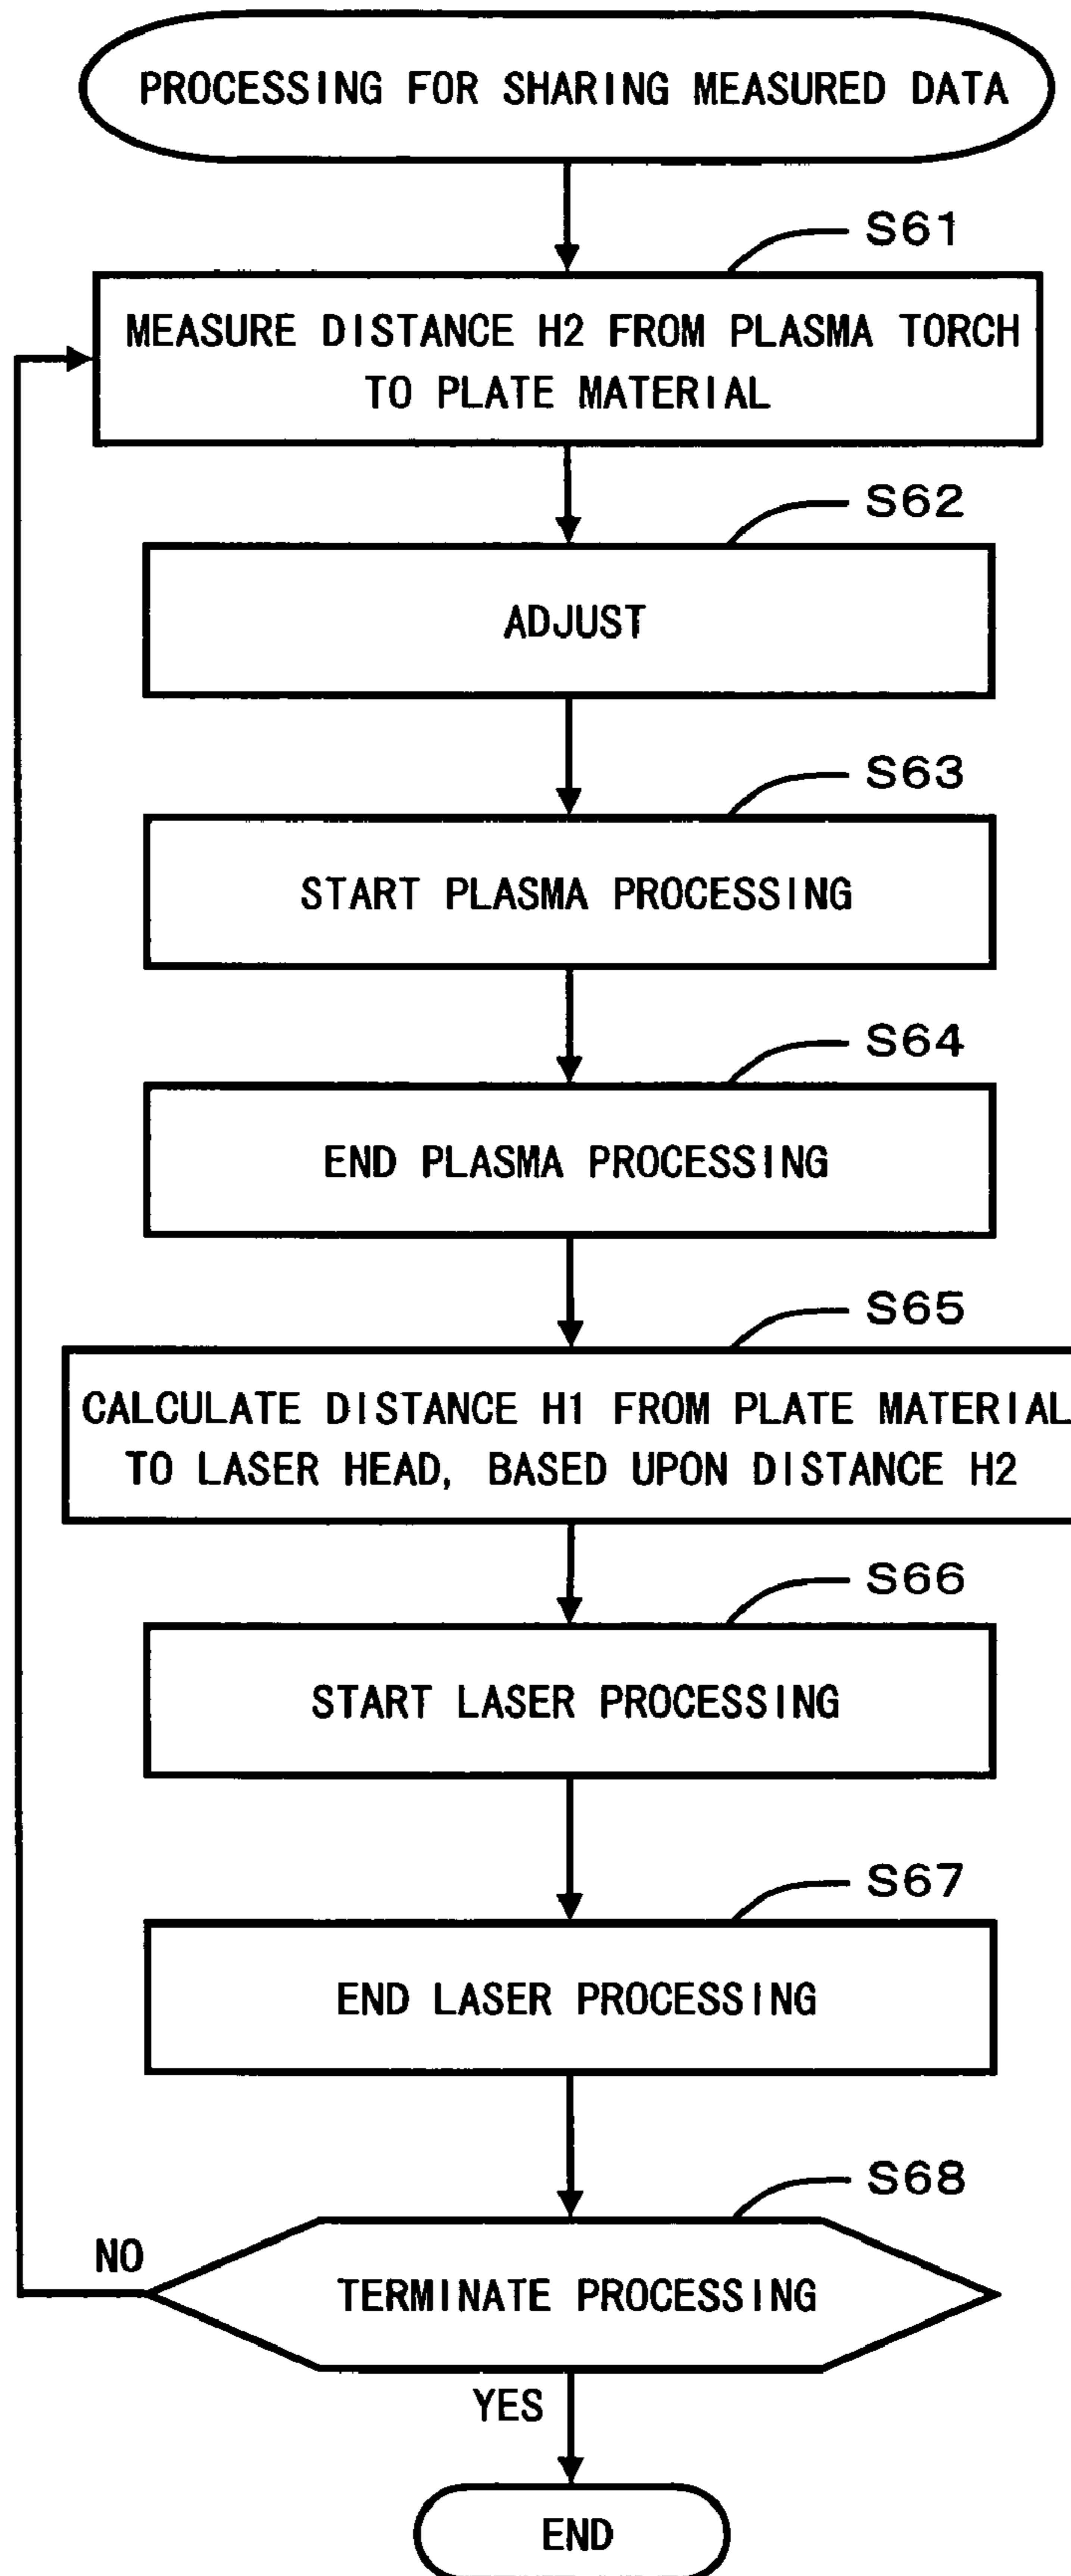 PROCESSING FOR SHARING MEASURED DATA
S61
MEASURE DISTANCE H2 FROM PLASMA TORCH
TO PLATE MATERIAL
S62
ADJUST
S63
START PLASMA PROCESSING
S64
END PLASMA PROCESSING
S65
CALCULATE DISTANCE H1 FROM PLATE MATERIAL
TO LASER HEAD, BASED UPON DISTANCE H2
S66
START LASER PROCESSING
S67
END LASER PROCESSING
S68
NO
TERMINATE PROCESSING
YES
END